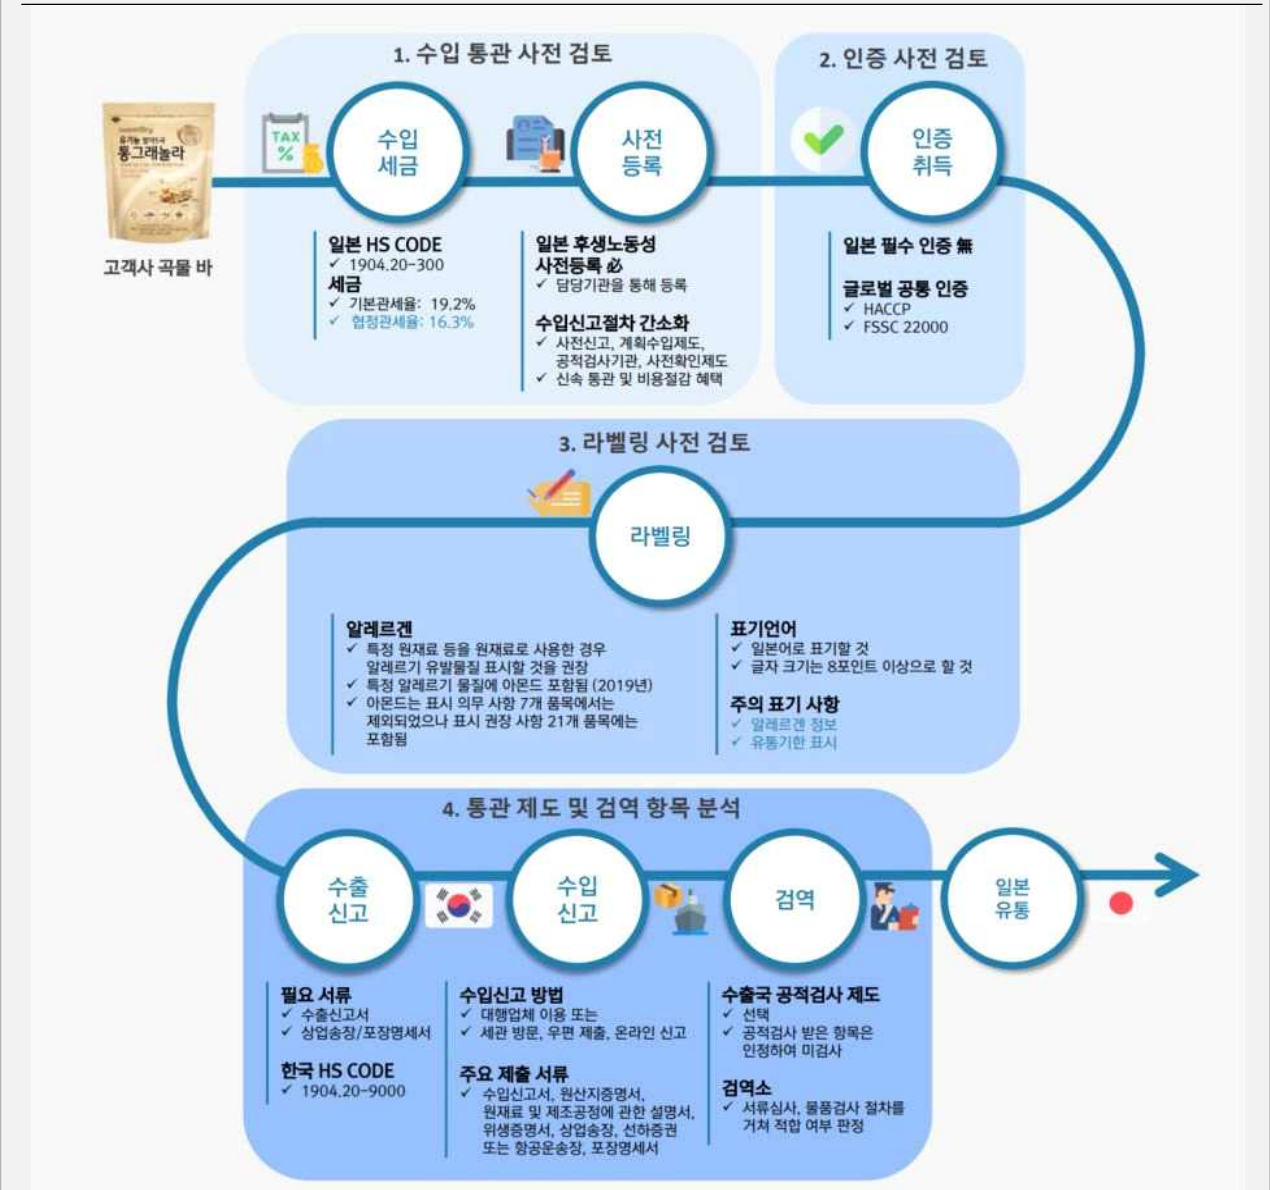 1. 수입 통관 사전 검토
2. 인증 사전 검토
TAX
%
수입
세금
사전
등록
인증
취득
통그래놀라
고객사 곡물 바
일본 HS CODE
✓ 1904.20-300
세금
✓ 기본관세율: 19.2%
✓ 협정관세율: 16.3%
일본 후생노동성
사전등록 必
✓ 담당기관을 통해 등록
수입신고절차 간소화
✓ 사전신고, 계획수입제도,
공적검사기관, 사전확인제도
✓ 신속 통관 및 비용절감 혜택
일본 필수 인증 無
글로벌 공통 인증
✓ HACCP
✓ FSSC 22000
3. 라벨링 사전 검토
라벨링
알레르겐
✓ 특정 원재료 등을 원재료로 사용한 경우
알레르기 유발물질 표시할 것을 권장
✓ 특정 알레르기 물질에 아몬드 포함됨 (2019년)
✓ 아몬드는 표시 의무 사항 7개 품목에서는
제외되었으나 표시 권장 사항 21개 품목에는
포함됨
표기언어
✓ 일본어로 표기할 것
✓ 글자 크기는 8포인트 이상으로 할 것
주의 표기 사항
✓ 알레르겐 정보
✓ 유통기한 표시
4. 통관 제도 및 검역 항목 분석
수출
신고
수입
신고
검역
일본
유통
필요 서류
✓ 수출신고서
✓ 상업송장/포장명세서
한국 HS CODE
✓ 1904.20-9000
수입신고 방법
✓ 대행업체 이용 또는
✓ 세관 방문, 우편 제출, 온라인 신고
주요 제출 서류
✓ 수입신고서, 원산지증명서,
원재료 및 제조공정에 관한 설명서,
위생증명서, 상업송장, 선하증권
또는 항공운송장, 포장명세서
수출국 공적검사 제도
✓ 선택
✓ 공적검사 받은 항목은
인정하여 미검사
검역소
✓ 서류심사, 물품검사 절차를
거쳐 적합 여부 판정